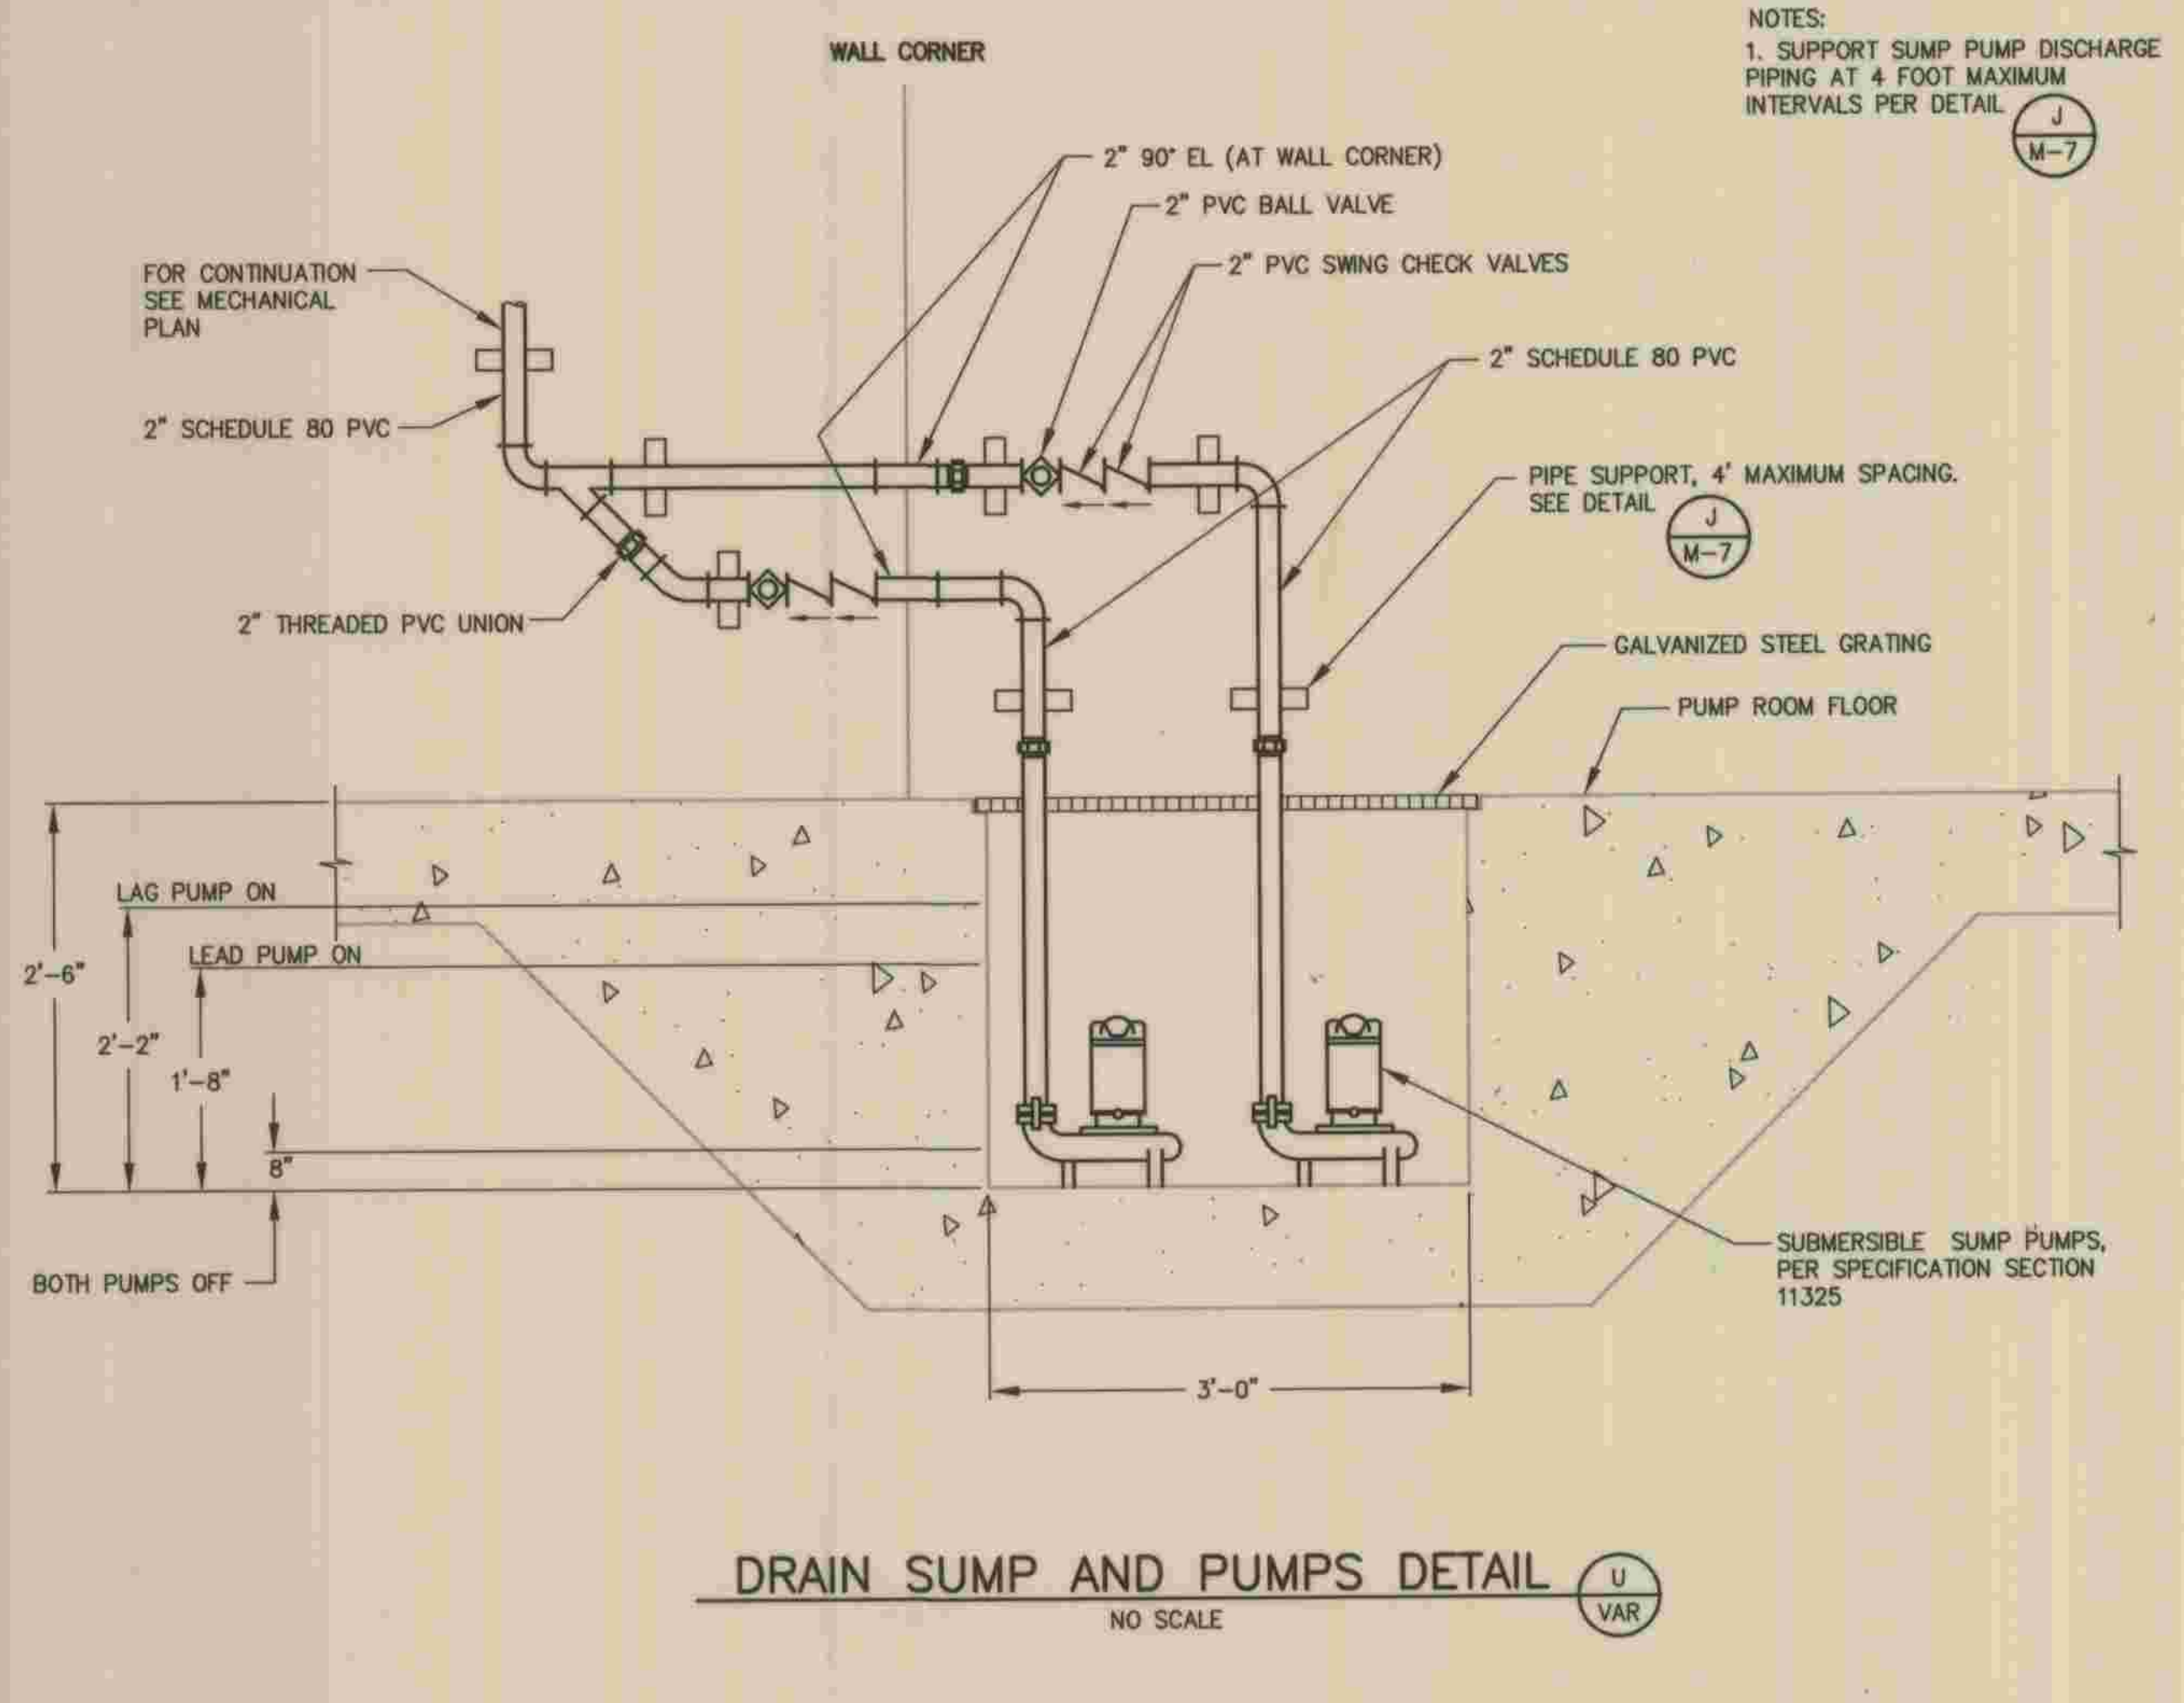 NOTES:
1. SUPPORT SUMP PUMP DISCHARGE
PIPING AT 4 FOOT MAXIMUM
INTERVALS PER DETAIL
J
M-7
WALL CORNER
2" 90° EL (AT WALL CORNER)
2" PVC BALL VALVE
2" PVC SWING CHECK VALVES
FOR CONTINUATION
SEE MECHANICAL
PLAN
2" SCHEDULE 80 PVC
2" SCHEDULE 80 PVC
PIPE SUPPORT, 4' MAXIMUM SPACING.
SEE DETAIL
J
M-7
2" THREADED PVC UNION
GALVANIZED STEEL GRATING
PUMP ROOM FLOOR
LAG PUMP ON
LEAD PUMP ON
2'-6"
2'-2"
1'-8"
8"
BOTH PUMPS OFF
SUBMERSIBLE SUMP PUMPS,
PER SPECIFICATION SECTION
11325
3'-0"
DRAIN SUMP AND PUMPS DETAIL
U
VAR
NO SCALE